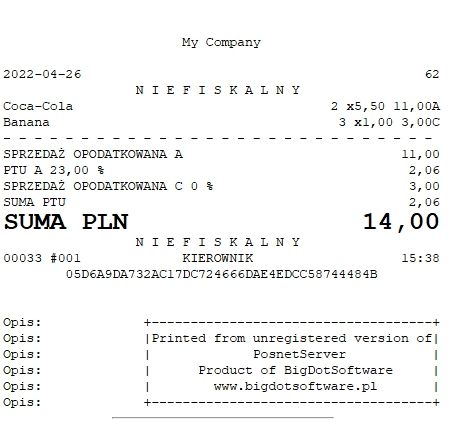 My Company
2022-04-26 62
N I E F I S K A L N Y
Coca-Cola 2 x5,50 11,00A
Banana 3 x1,00 3,00C
- - - - - - - - - - - - - - - - - - - - - - - - - - - -
SPRZEDAŻ OPODATKOWANA A 11,00
PTU A 23,00 % 2,06
SPRZEDAŻ OPODATKOWANA C 0 % 3,00
SUMA PTU 2,06
SUMA PLN 14,00
N I E F I S K A L N Y
00033 #001 KIEROWNIK 15:38
05D6A9DA732AC17DC724666DAE4EDCC58744484B
Opis: +------------------------------------+
Opis: |Printed from unregistered version of|
Opis: | PosnetServer |
Opis: | Product of BigDotSoftware |
Opis: | www.bigdotsoftware.pl |
Opis: +------------------------------------+